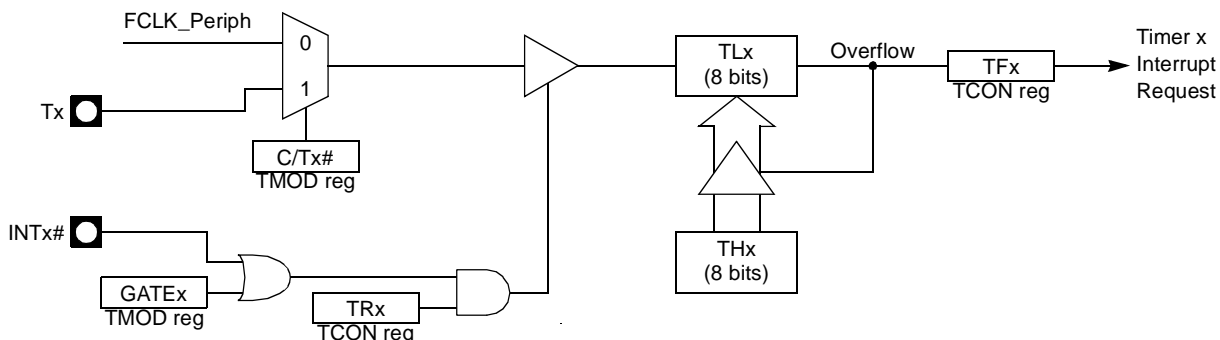 FCLK_Periph
0
1
Tx
C/Tx#
TMOD reg
TLx
(8 bits)
Overflow
TFx
TCON reg
Timer x
Interrupt
Request
INTx#
GATEx
TMOD reg
TRx
TCON reg
THx
(8 bits)